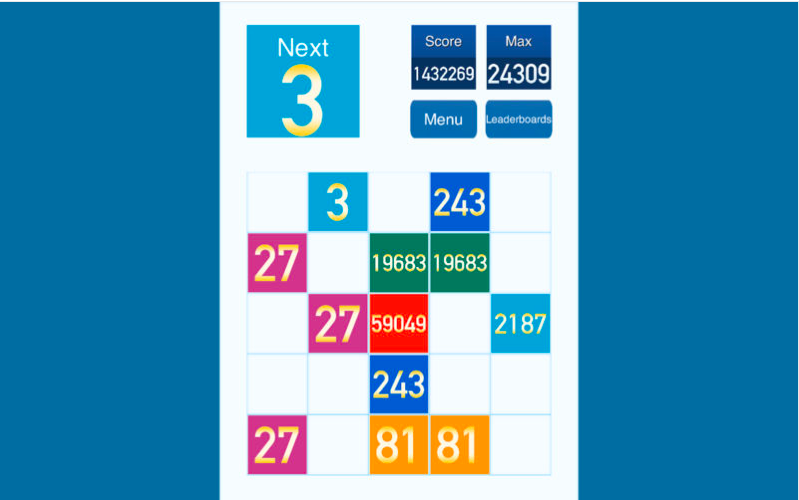 Next
3
Score
1432269
Max
24309
Menu
Leaderboards
3 243
27 19683 19683
27 59049 2187
243
27 81 81